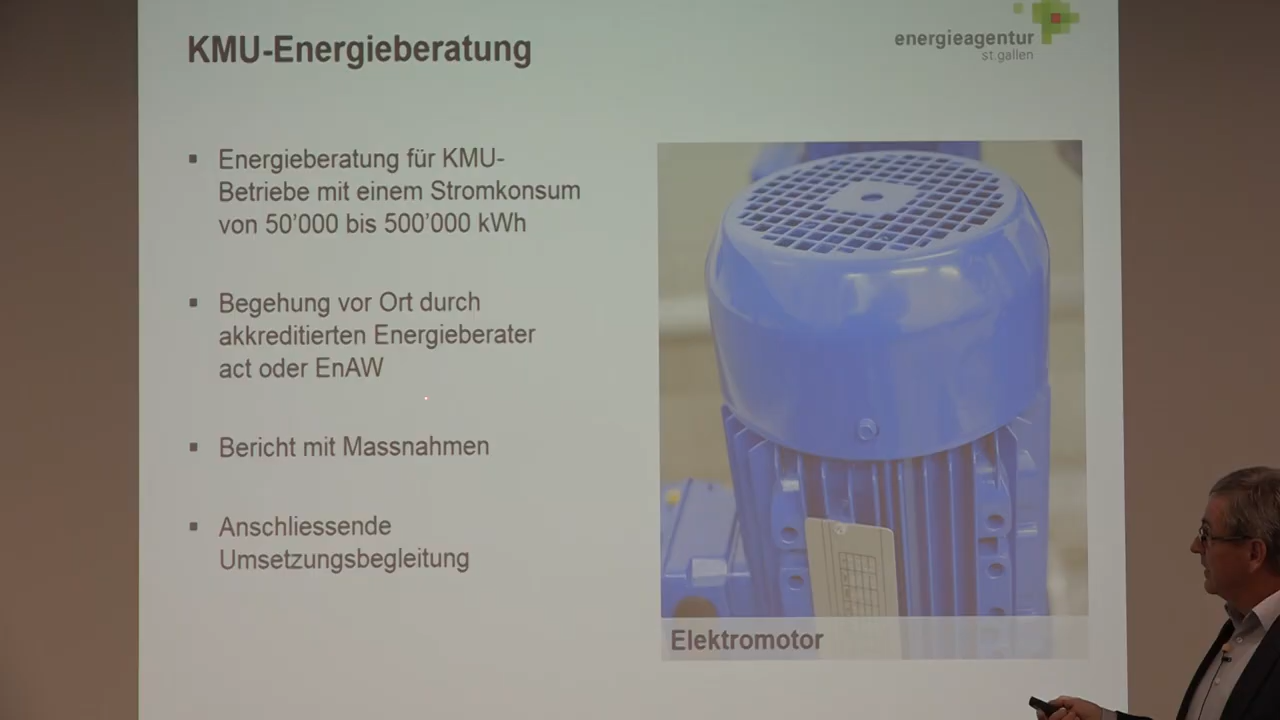 KMU-Energieberatung
energieagentur
st.gallen
▪ Energieberatung für KMU-
Betriebe mit einem Stromkonsum
von 50'000 bis 500'000 kWh
▪ Begehung vor Ort durch
akkreditierten Energieberater
act oder EnAW
▪ Bericht mit Massnahmen
▪ Anschliessende
Umsetzungsbegleitung
Elektromotor